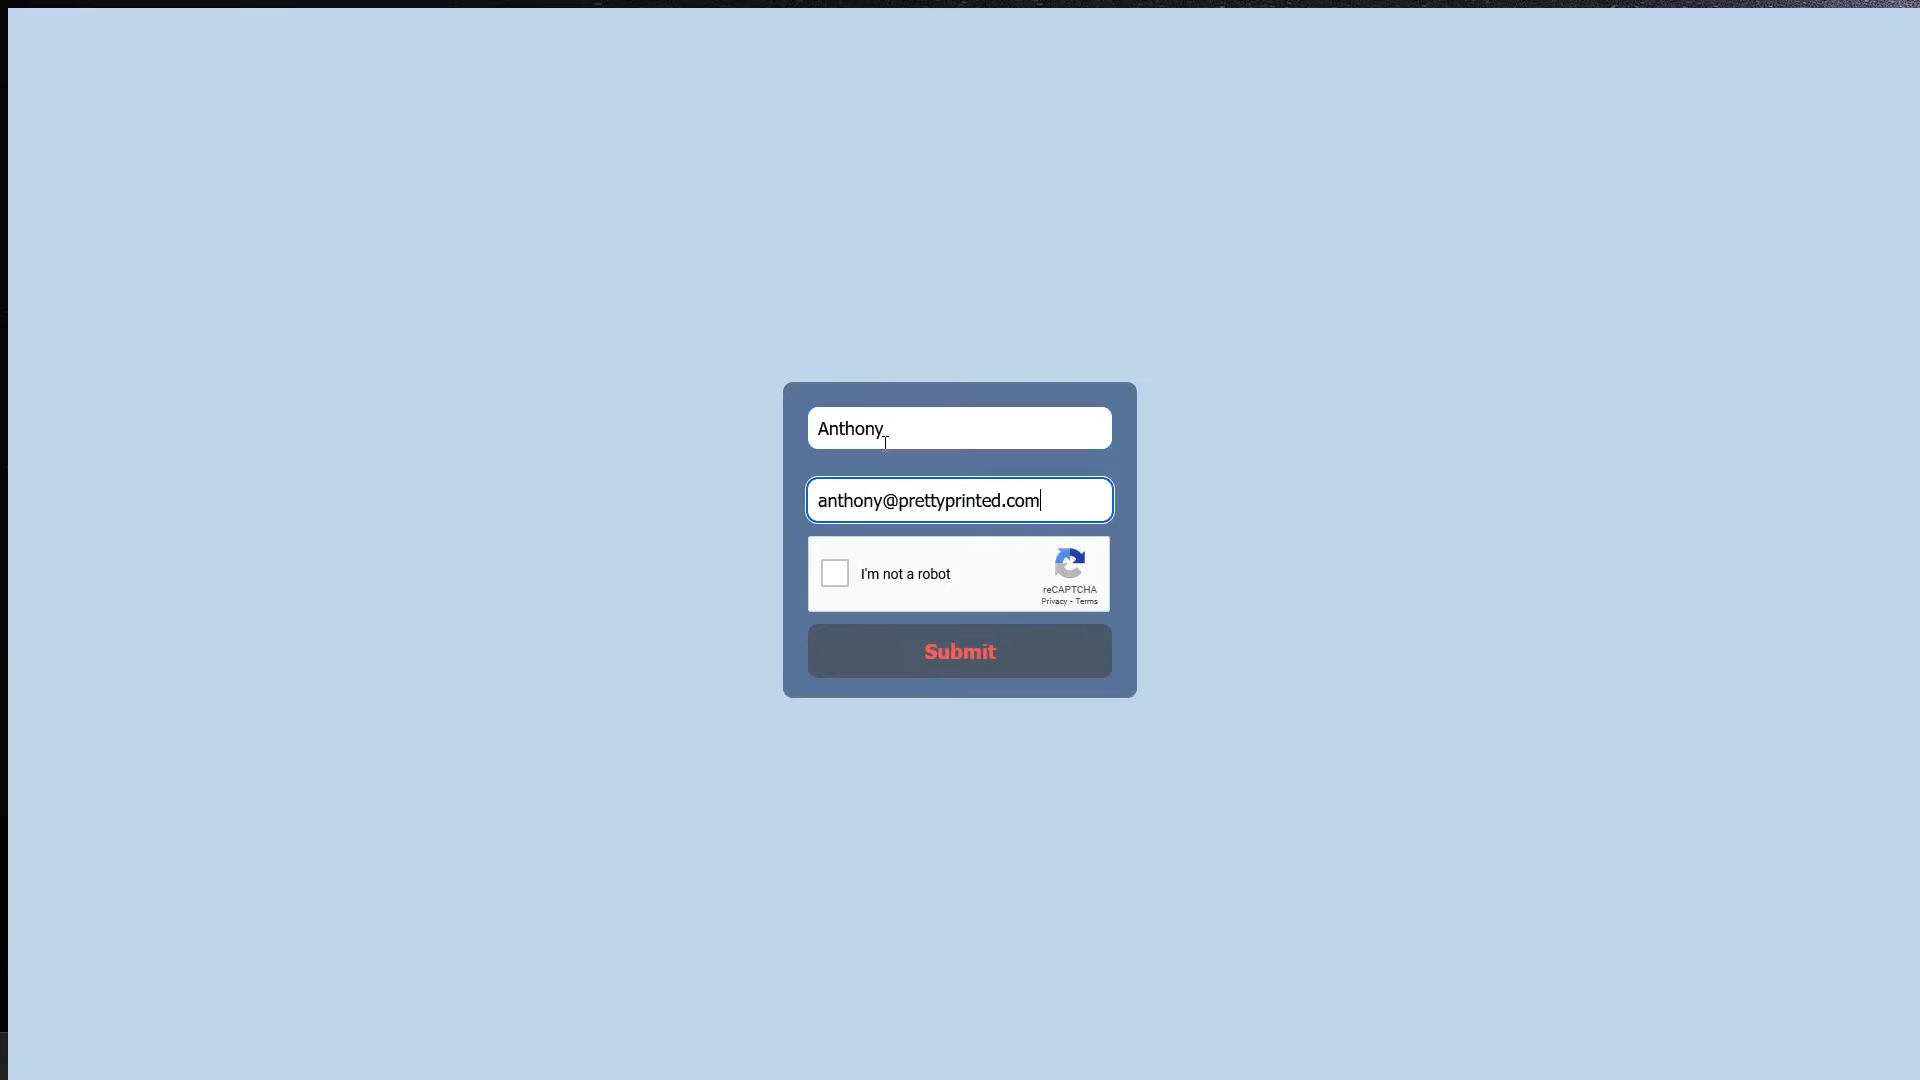 Anthony
anthony@prettyprinted.com
I'm not a robot
reCAPTCHA
Privacy - Terms
Submit